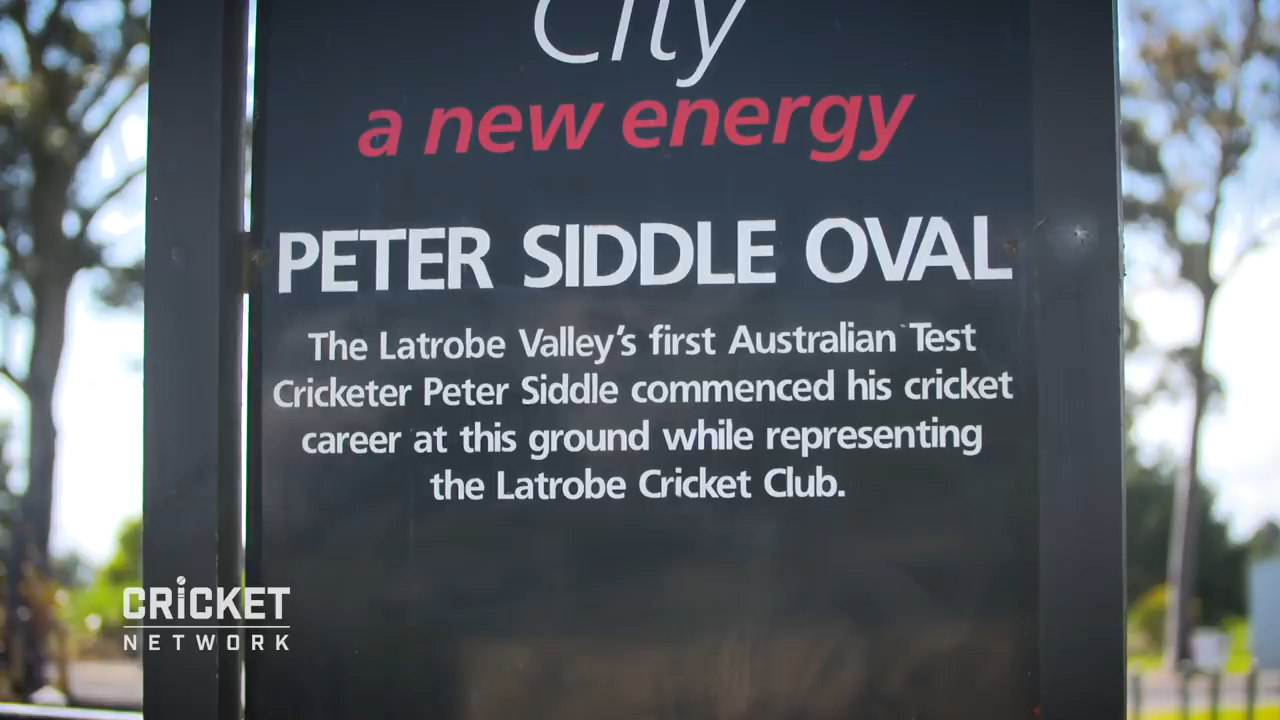 City
a new energy
PETER SIDDLE OVAL
The Latrobe Valley's first Australian Test
Cricketer Peter Siddle commenced his cricket
career at this ground while representing
the Latrobe Cricket Club.
CRICKET
NETWORK